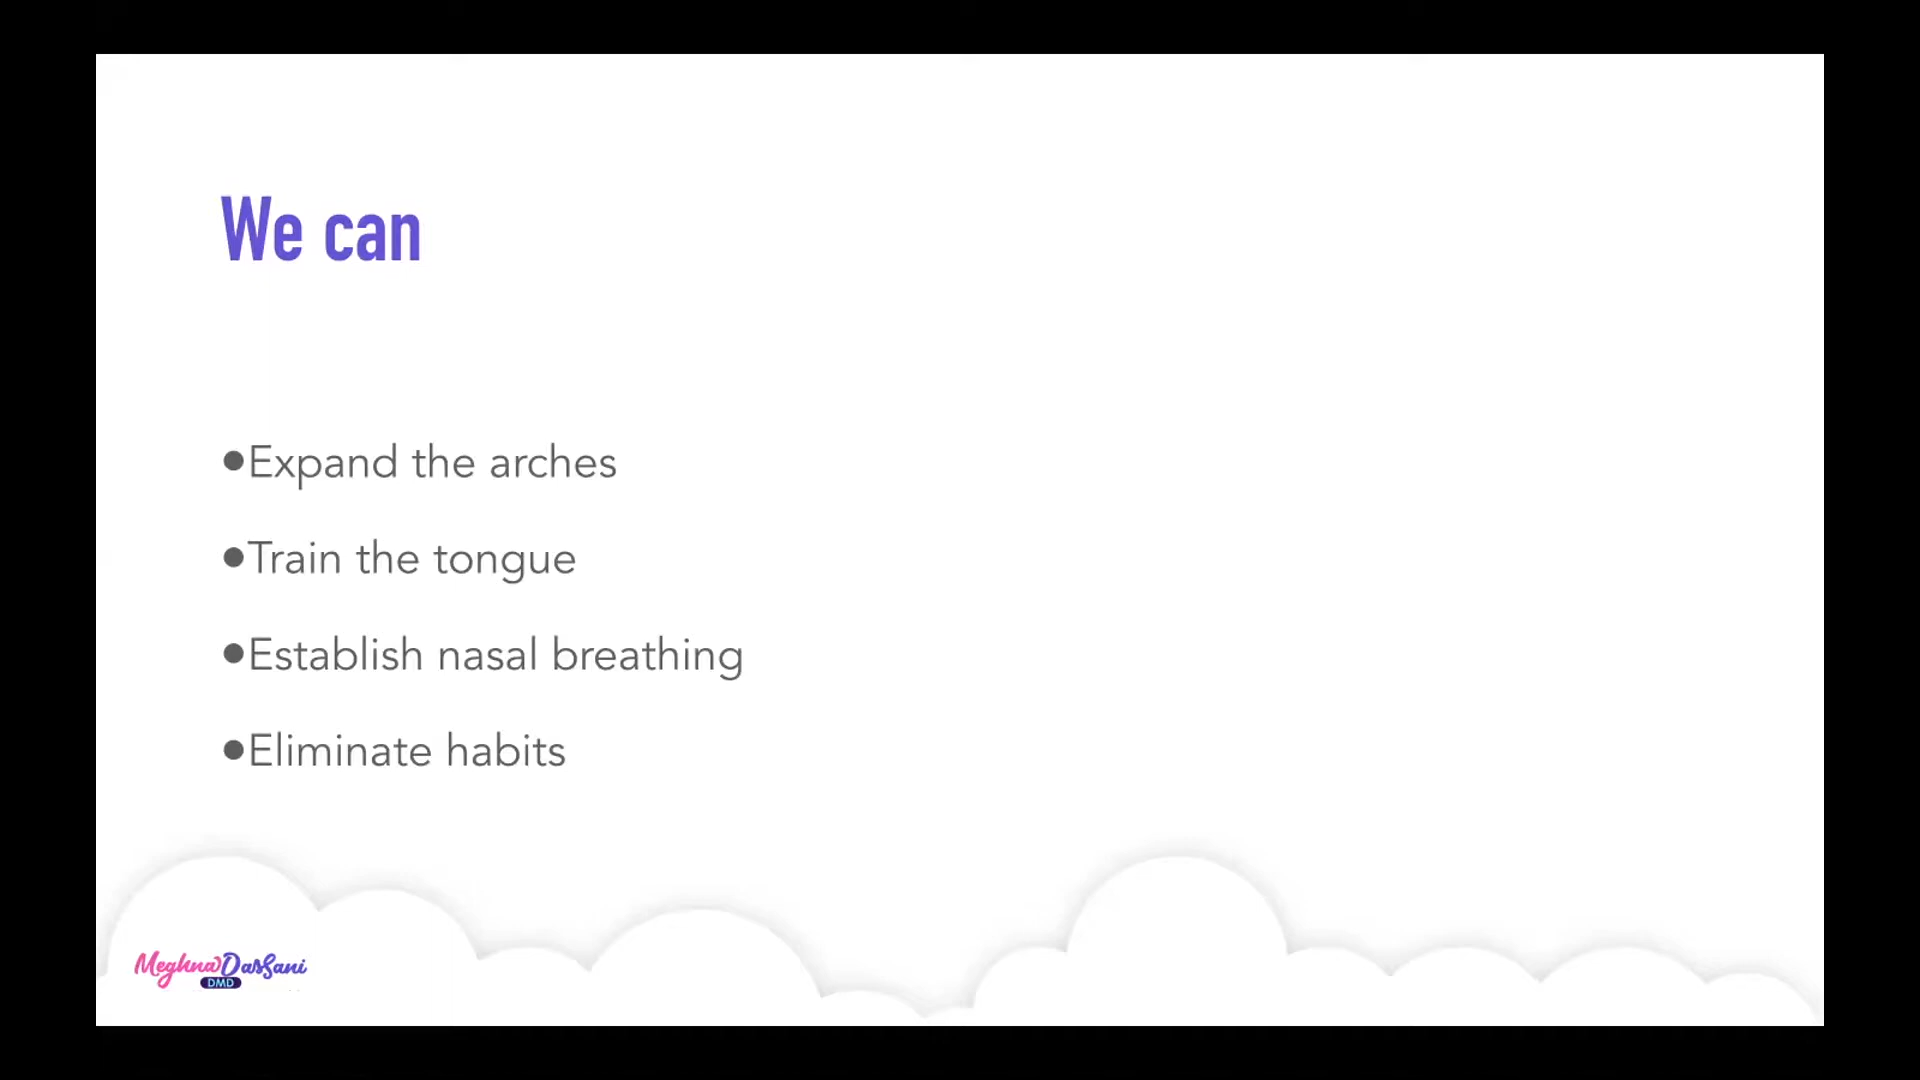 We can
•Expand the arches
•Train the tongue
•Establish nasal breathing
•Eliminate habits
Meghna Dassani
DMD